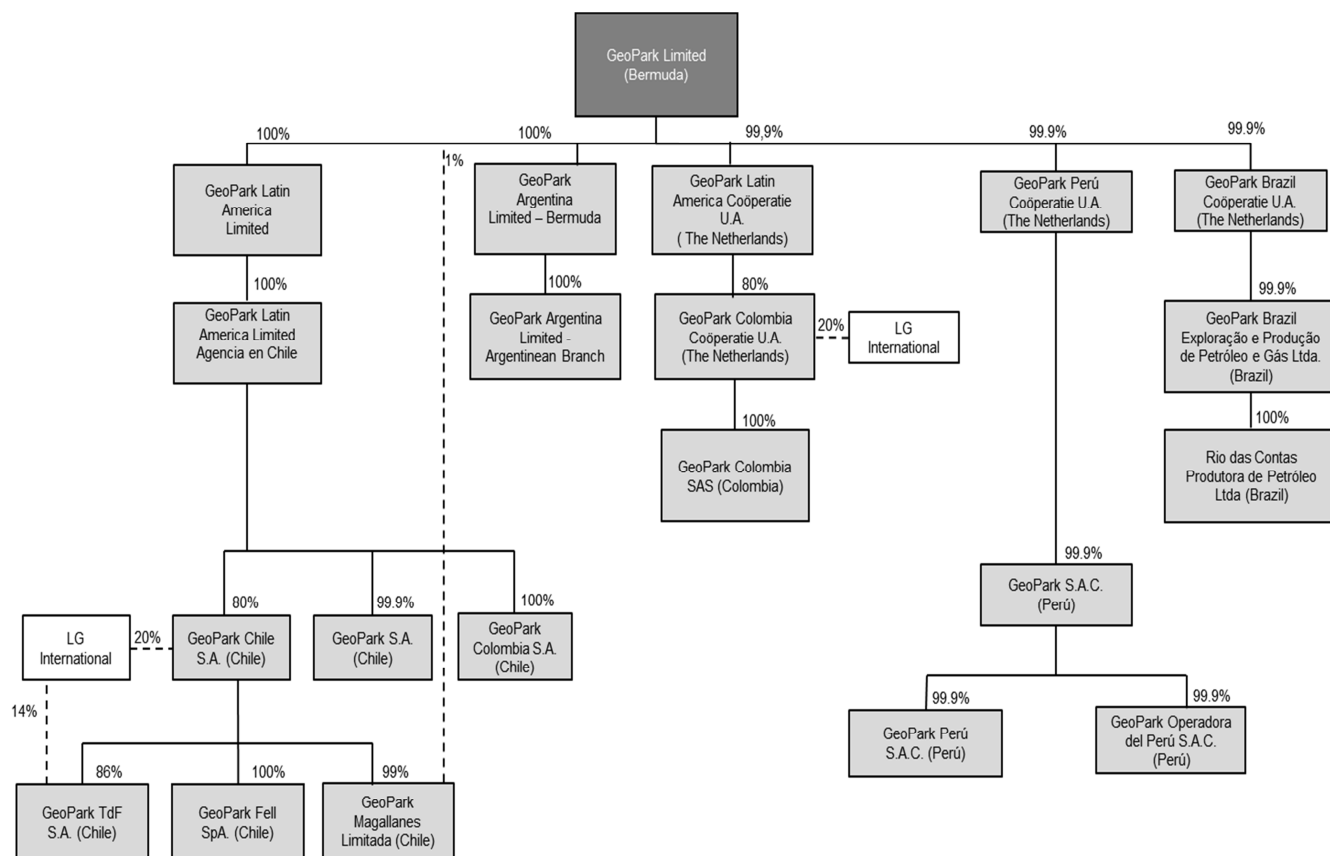 GeoPark Limited
(Bermuda)
100%
100%
99,9%
99.9%
99.9%
1%
GeoPark Latin
America
Limited
GeoPark
Argentina
Limited – Bermuda
GeoPark Latin
America Coöperatie
U.A.
( The Netherlands)
GeoPark Perú
Coöperatie U.A.
(The Netherlands)
GeoPark Brazil
Coöperatie U.A.
(The Netherlands)
100%
100%
80%
99.9%
GeoPark Latin
America Limited
Agencia en Chile
GeoPark Argentina
Limited -
Argentinean Branch
GeoPark Colombia
Coöperatie U.A.
(The Netherlands)
20%
LG
International
GeoPark Brazil
Exploração e Produção
de Petróleo e Gás Ltda.
(Brazil)
100%
100%
GeoPark Colombia
SAS (Colombia)
Rio das Contas
Produtora de Petróleo
Ltda (Brazil)
99.9%
GeoPark S.A.C.
(Perú)
80%
99.9%
100%
LG
International
20%
GeoPark Chile
S.A. (Chile)
GeoPark S.A.
(Chile)
GeoPark
Colombia S.A.
(Chile)
99.9%
99.9%
GeoPark Perú
S.A.C. (Perú)
GeoPark Operadora
del Perú S.A.C.
(Perú)
14%
86%
100%
99%
GeoPark TdF
S.A. (Chile)
GeoPark Fell
SpA. (Chile)
GeoPark
Magallanes
Limitada (Chile)